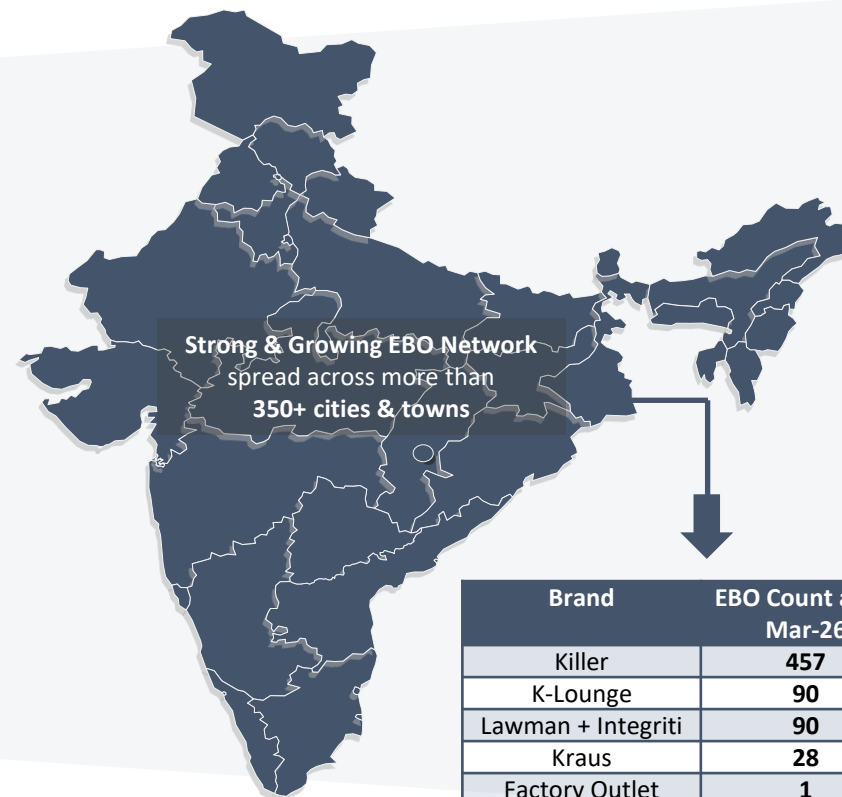 Strong & Growing EBO Network
spread across more than
350+ cities & towns
Brand EBO Count
Mar-26
Killer 457
K-Lounge 90
Lawman + Integriti 90
Kraus 28
Factory Outlet 1